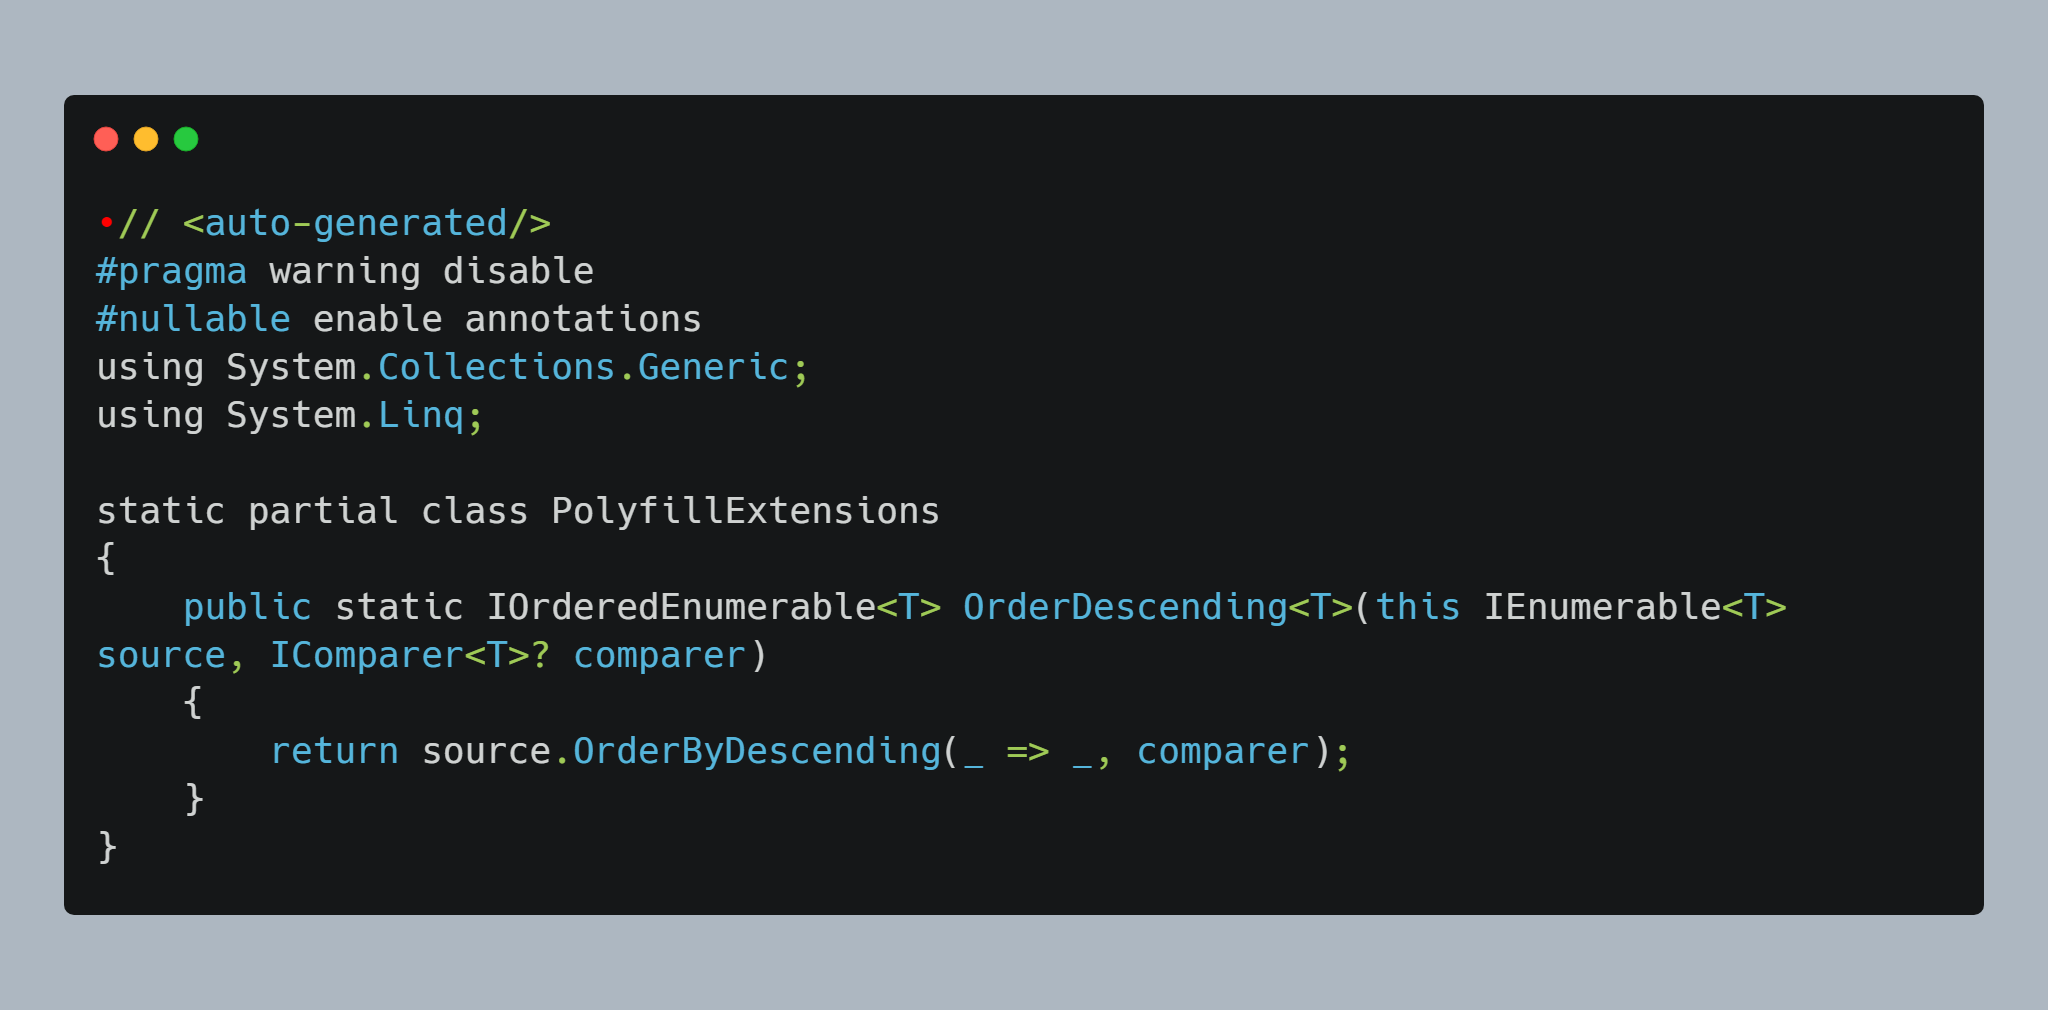 •// <auto-generated/>
#pragma warning disable
#nullable enable annotations
using System.Collections.Generic;
using System.Linq;

static partial class PolyfillExtensions
{
    public static IOrderedEnumerable<T> OrderDescending<T>(this IEnumerable<T>
source, IComparer<T>? comparer)
    {
        return source.OrderByDescending(_ => _, comparer);
    }
}